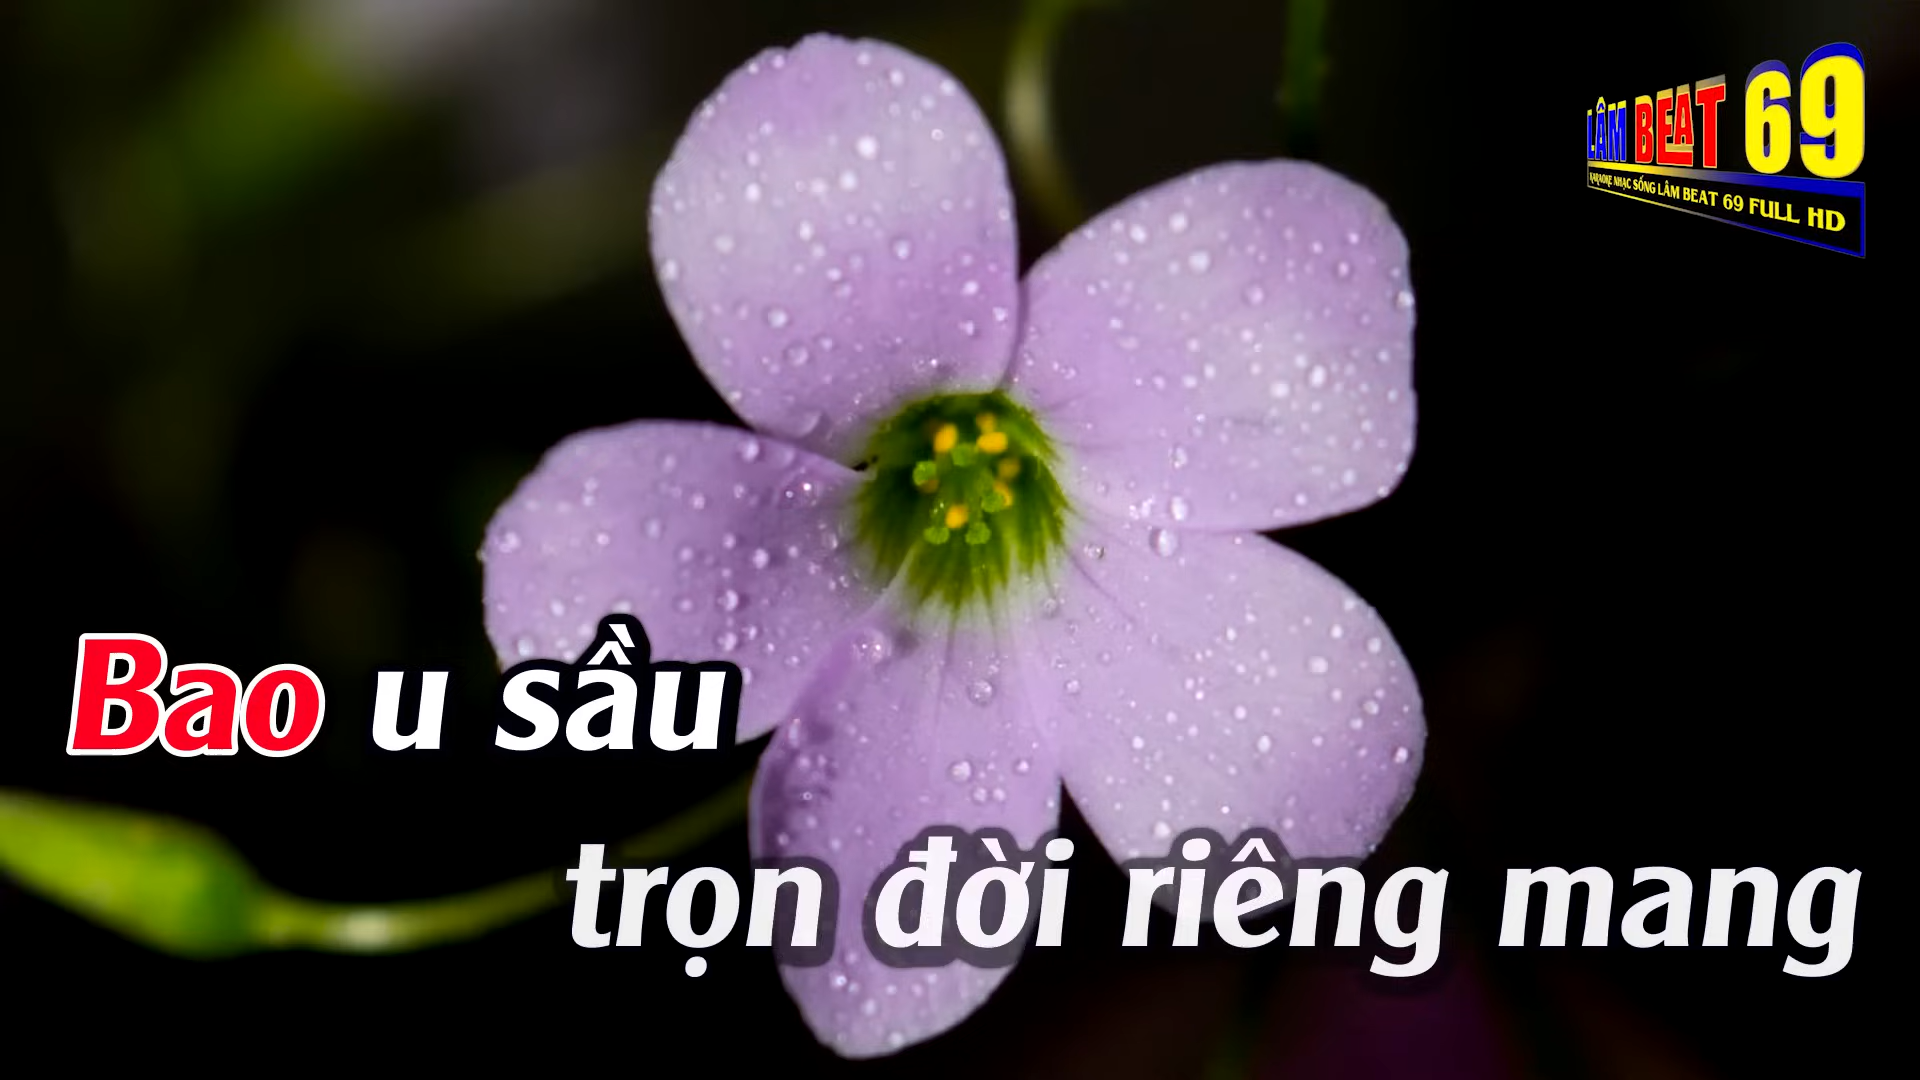 LÂM BEAT 69
KARAOKE NHẠC SỐNG LÂM BEAT 69 FULL HD
Bao u sầu
trọn đời riêng mang